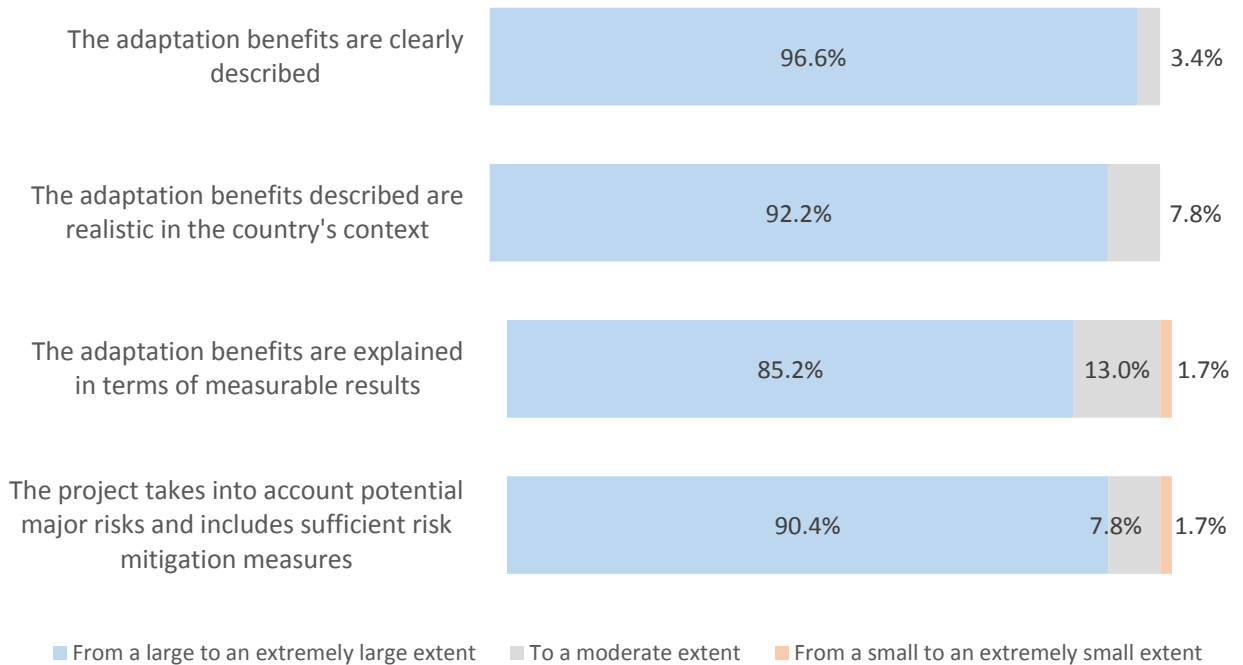 The adaptation benefits are clearly
described
96.6%
3.4%
The adaptation benefits described are
realistic in the country's context
92.2%
7.8%
The adaptation benefits are explained
in terms of measurable results
85.2%
13.0%
1.7%
The project takes into account potential
major risks and includes sufficient risk
mitigation measures
90.4%
7.8%
1.7%
From a large to an extremely large extent
To a moderate extent
From a small to an extremely small extent